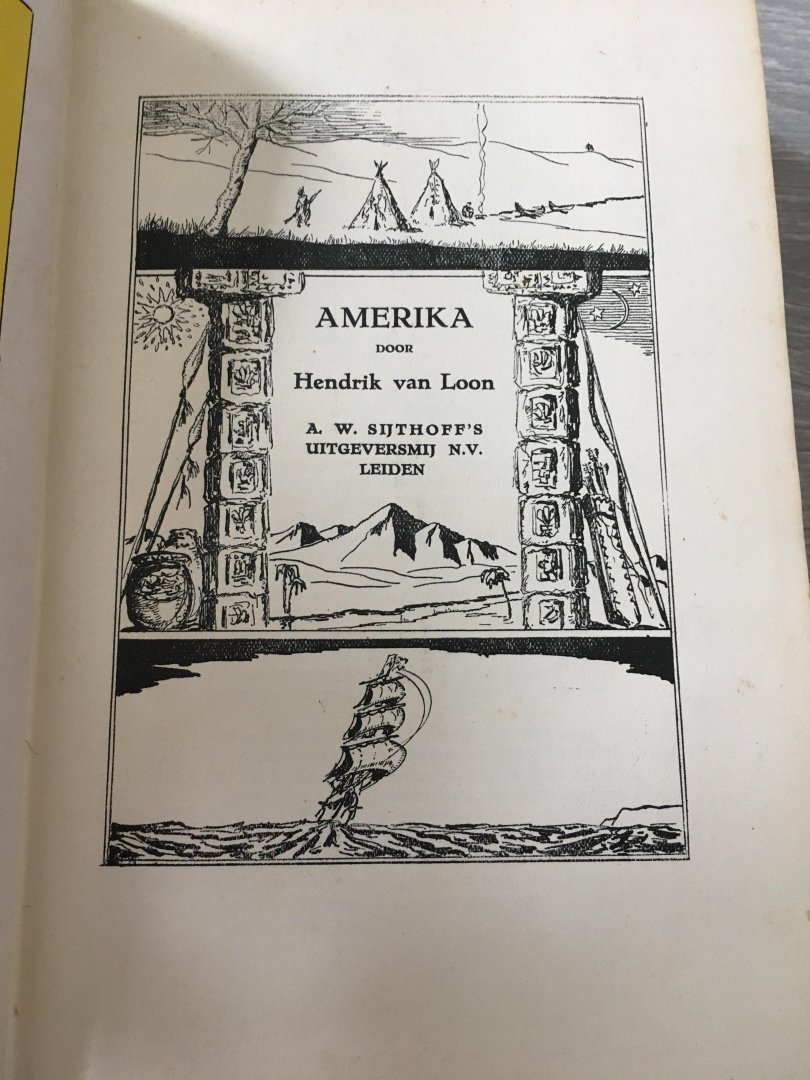 AMERIKA
DOOR
Hendrik van Loon
A. W. SIJTHOFF'S
UITGEVERSMIJ N.V.
LEIDEN